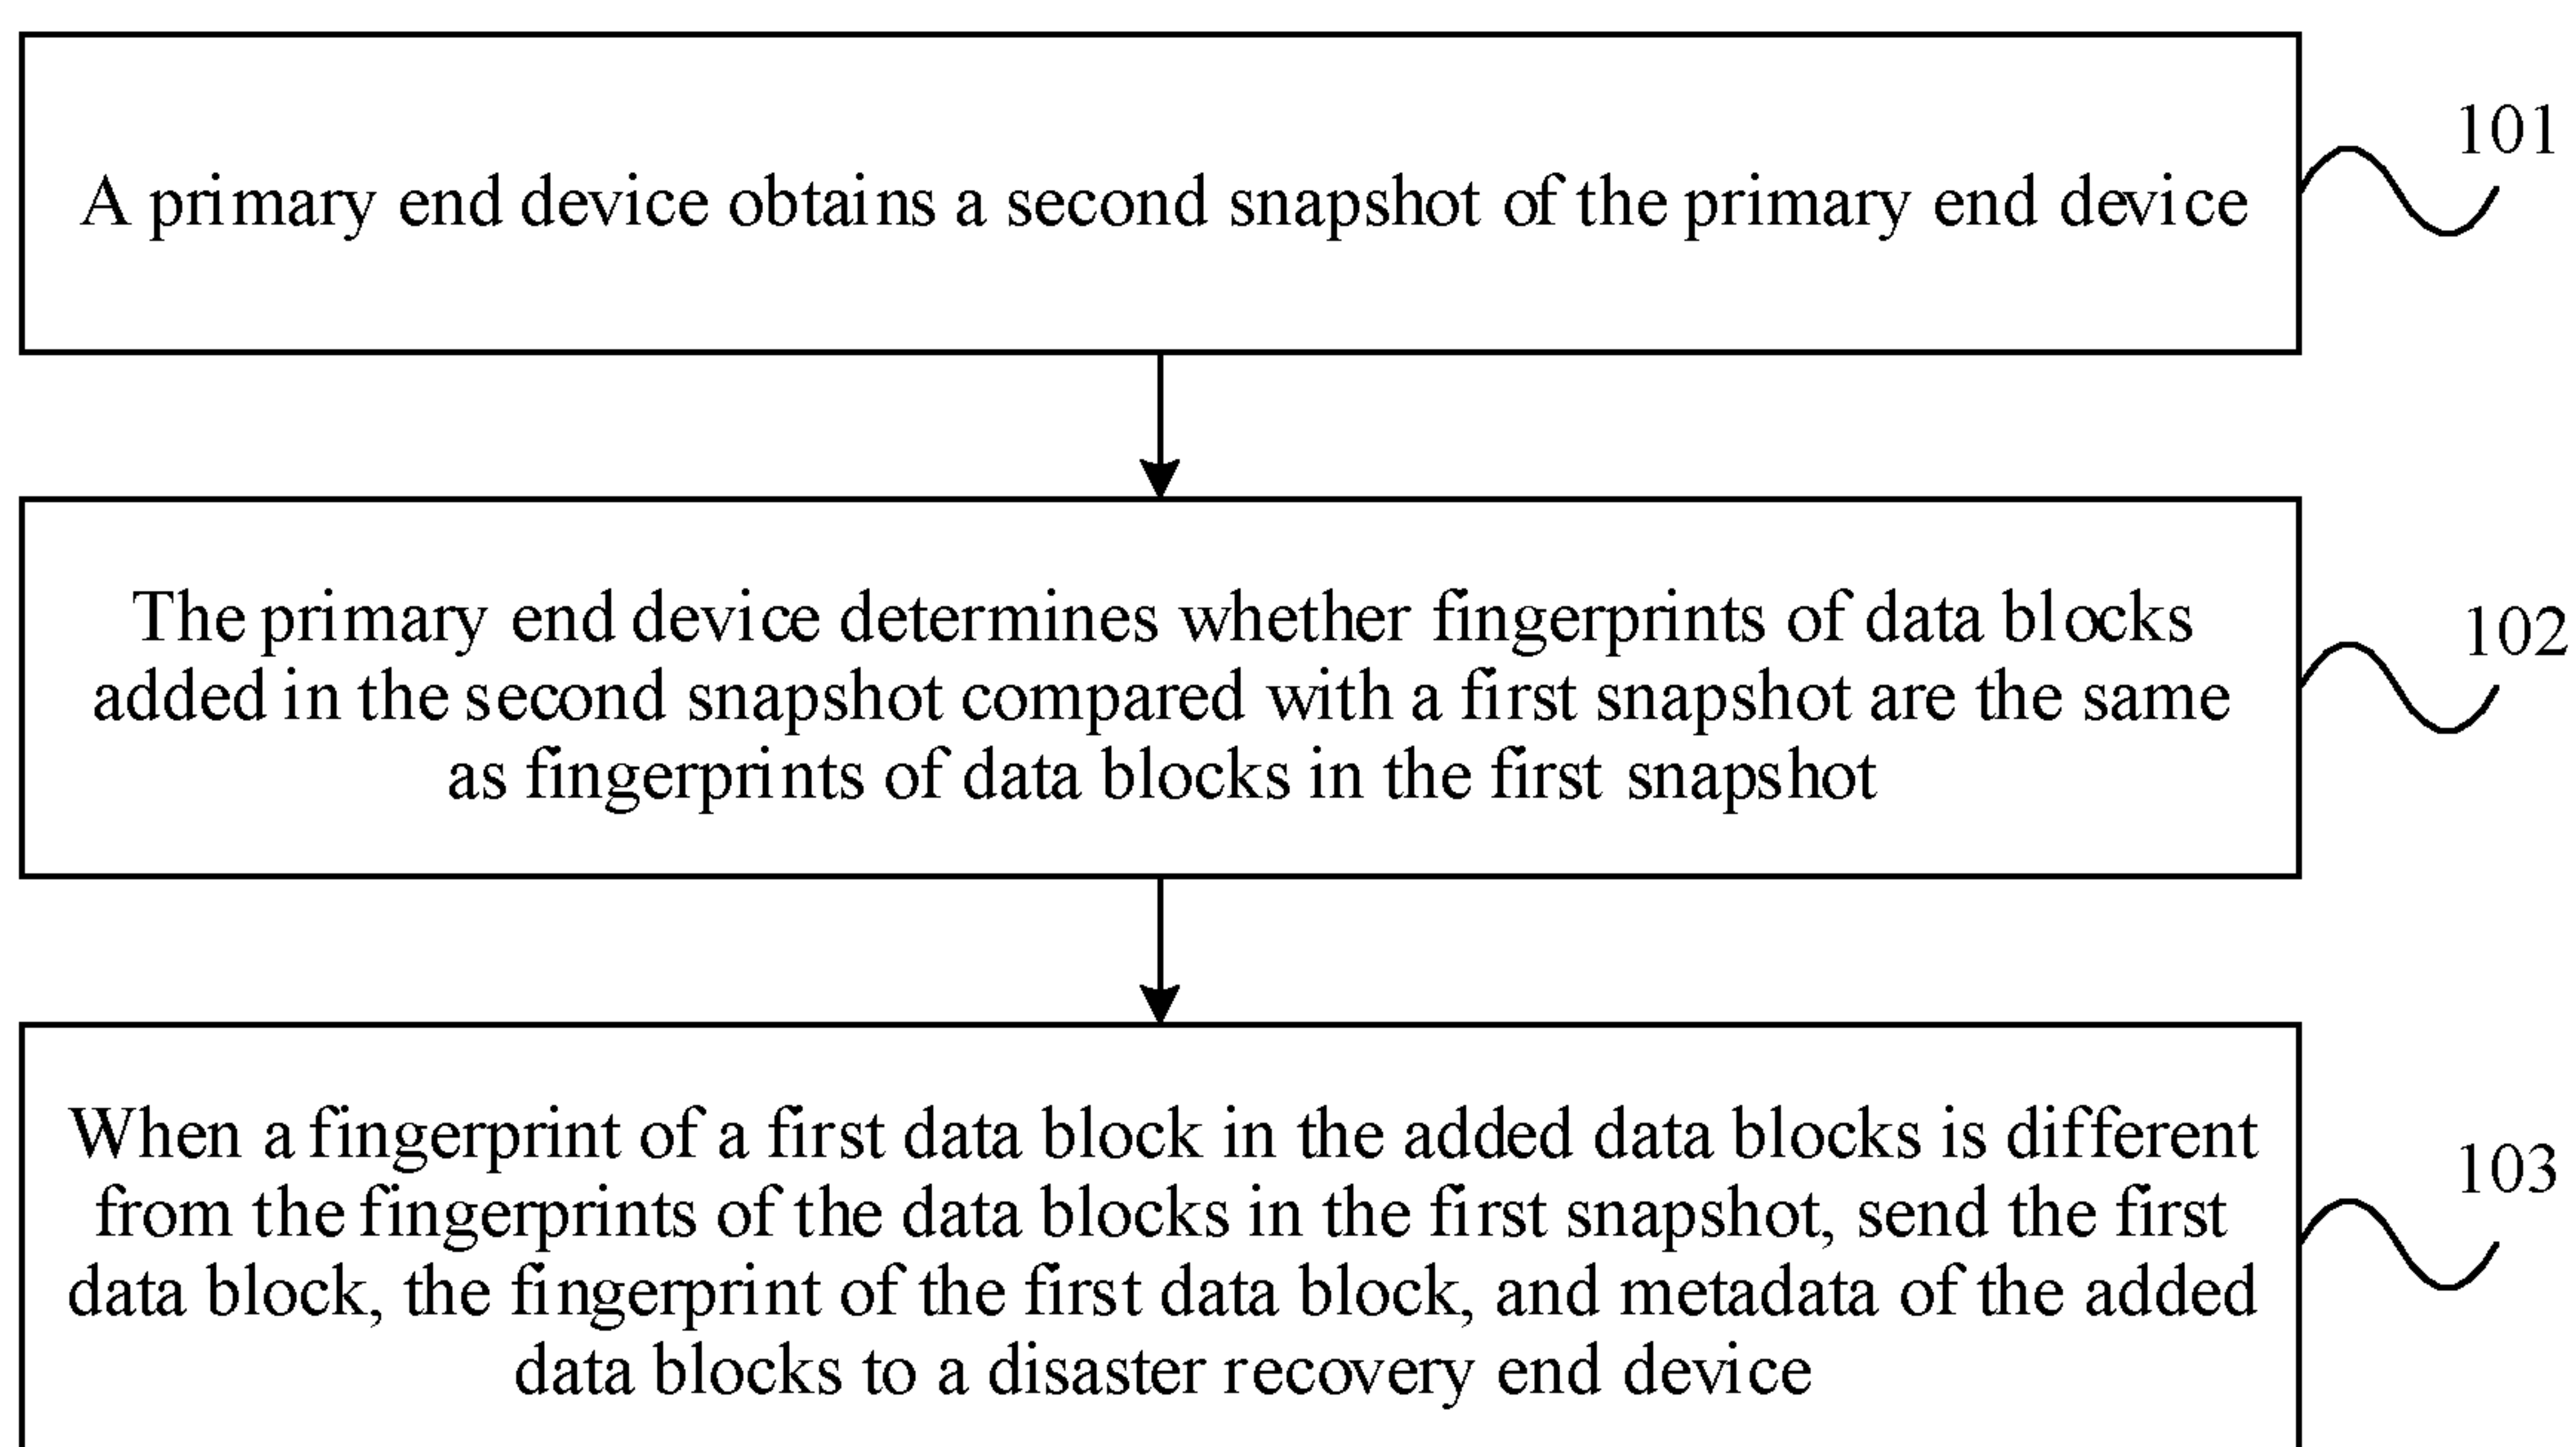 A primary end device obtains a second snapshot of the primary end device
101
The primary end device determines whether fingerprints of data blocks
added in the second snapshot compared with a first snapshot are the same
as fingerprints of data blocks in the first snapshot
102
When a fingerprint of a first data block in the added data blocks is different
from the fingerprints of the data blocks in the first snapshot, send the first
data block, the fingerprint of the first data block, and metadata of the added
data blocks to a disaster recovery end device
103